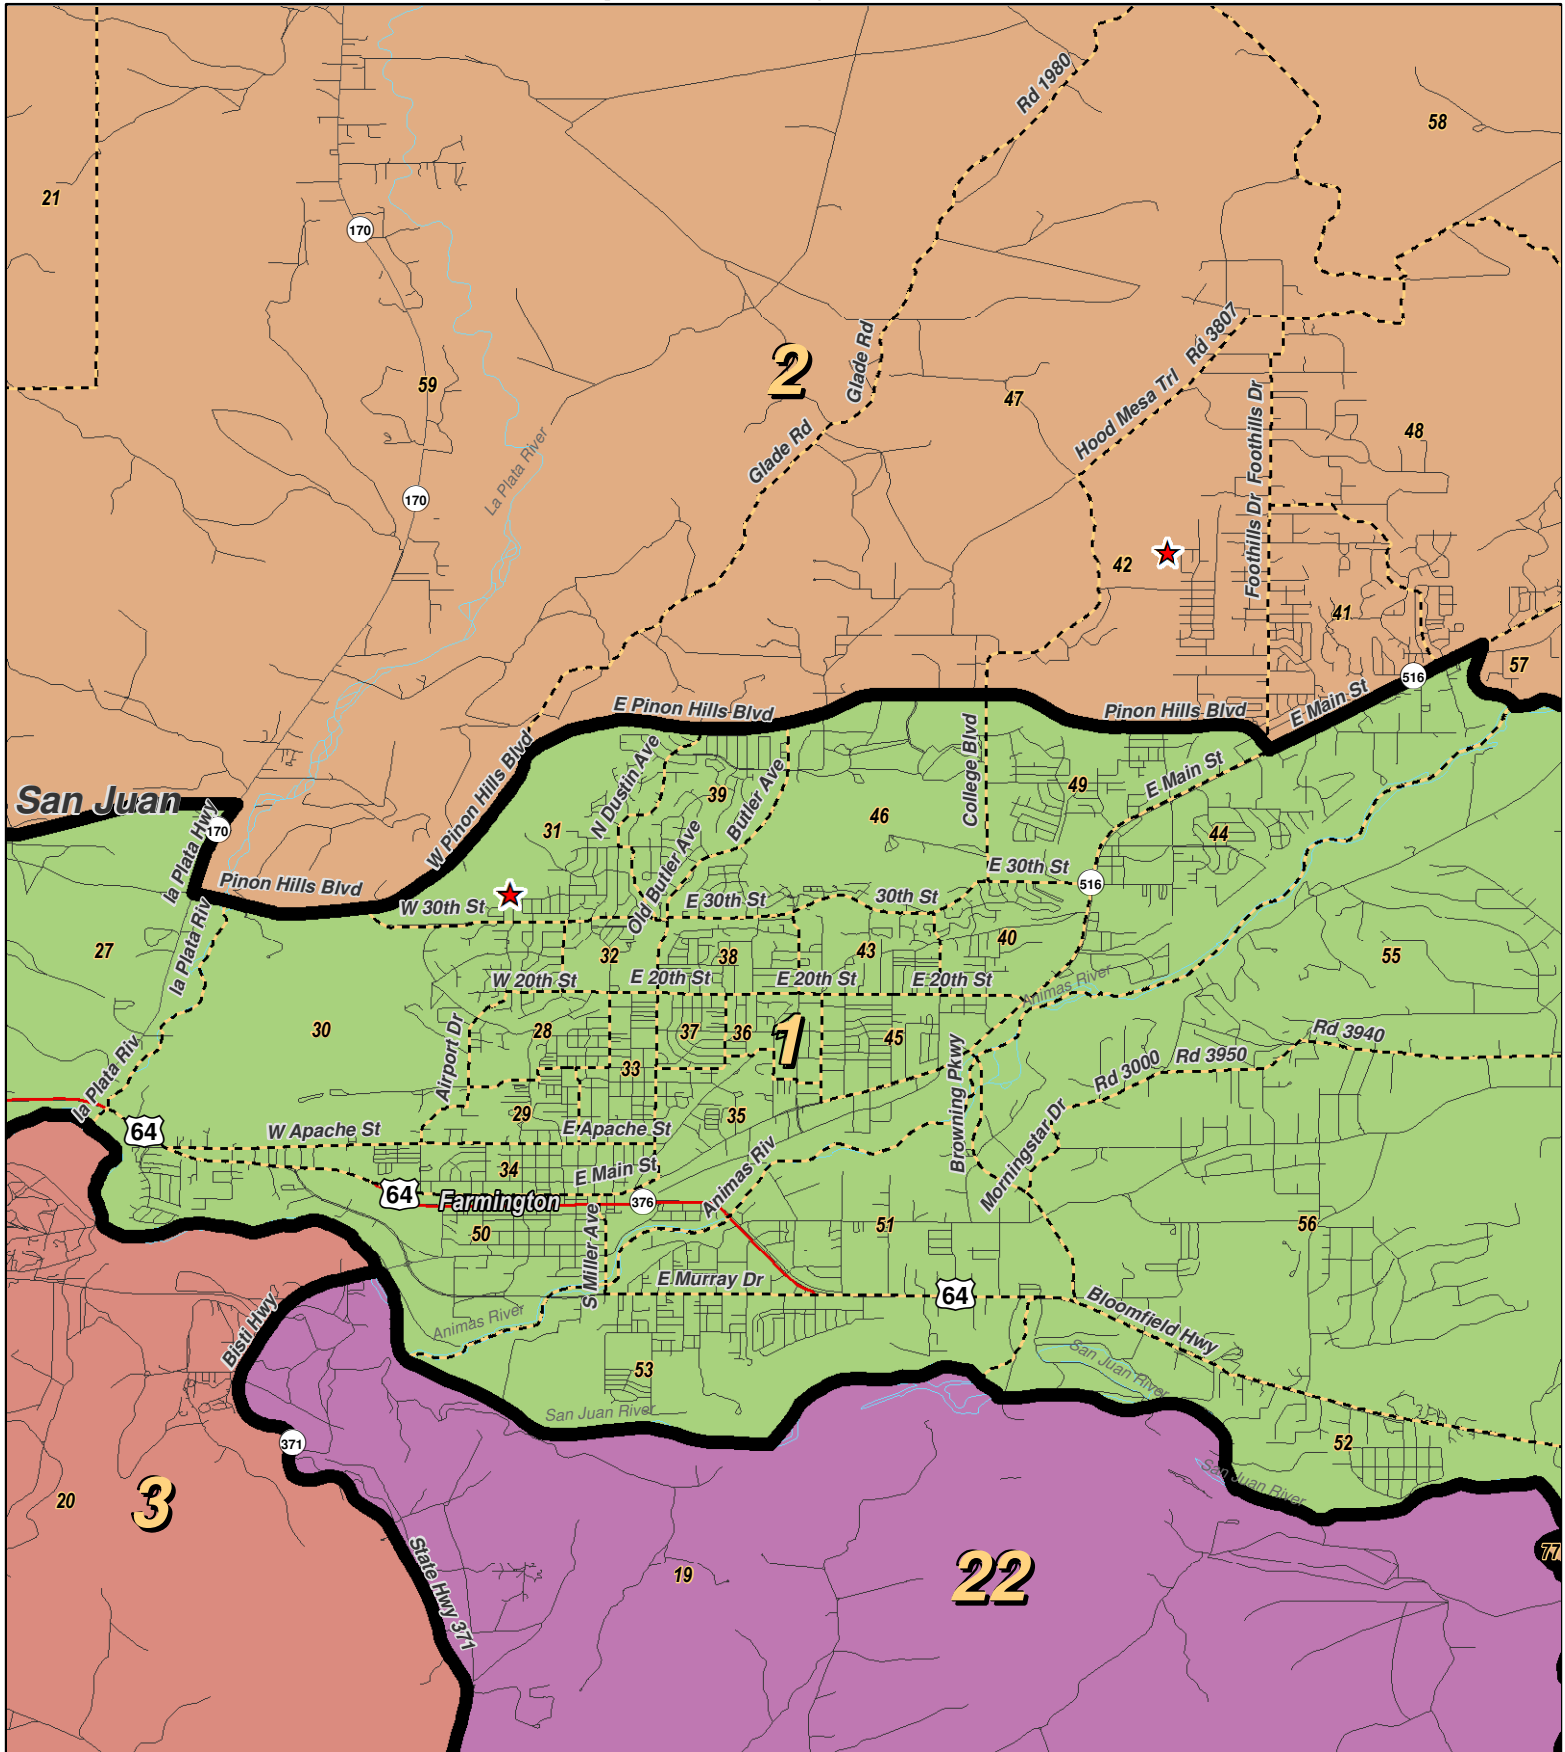 58
Rd 1980
21
170
2
59
Glade Rd
Rd 3807
Hood Mesa Trl
47
Foothills Dr
48
Glade Rd
La Plata River
170
Foothills Dr
42
41
57
516
E Main St
E Pinon Hills Blvd
Pinon Hills Blvd
San Juan
la Plata Hwy
170
W Pinon Hills Blvd
N Dustin Ave
39
Butler Ave
College Blvd
E Main St
49
46
31
44
Old Butler Ave
Pinon Hills Blvd
W 30th St
E 30th St
30th St
E 30th St
516
27
la Plata Riv
32
38
43
40
55
W 20th St
E 20th St
E 20th St
E 20th St
Animas River
30
Airport Dr
28
33
37
36
1
45
Browning Pkwy
Rd 3000
Rd 3950
Rd 3940
la Plata Riv
64
29
35
W Apache St
E Apache St
Morningstar Dr
34
E Main St
Animas Riv
64
Farmington
376
50
S Miller Ave
51
56
E Murray Dr
64
Bloomfield Hwy
Bisti Hwy
Animas River
San Juan River
53
San Juan River
371
52
San Juan River
20
3
State Hwy 371
19
22
77